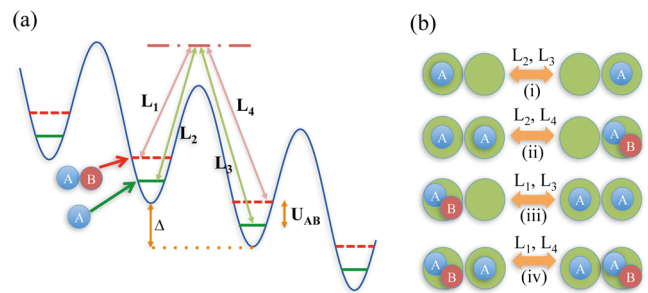 (a)
L1
L2
L3
L4
A B
A
Δ
UAB
(b)
A
L2, L3
(i)
A
A A
L2, L4
(ii)
A B
A B
L1, L3
(iii)
A A
A B A
L1, L4
(iv)
A A B